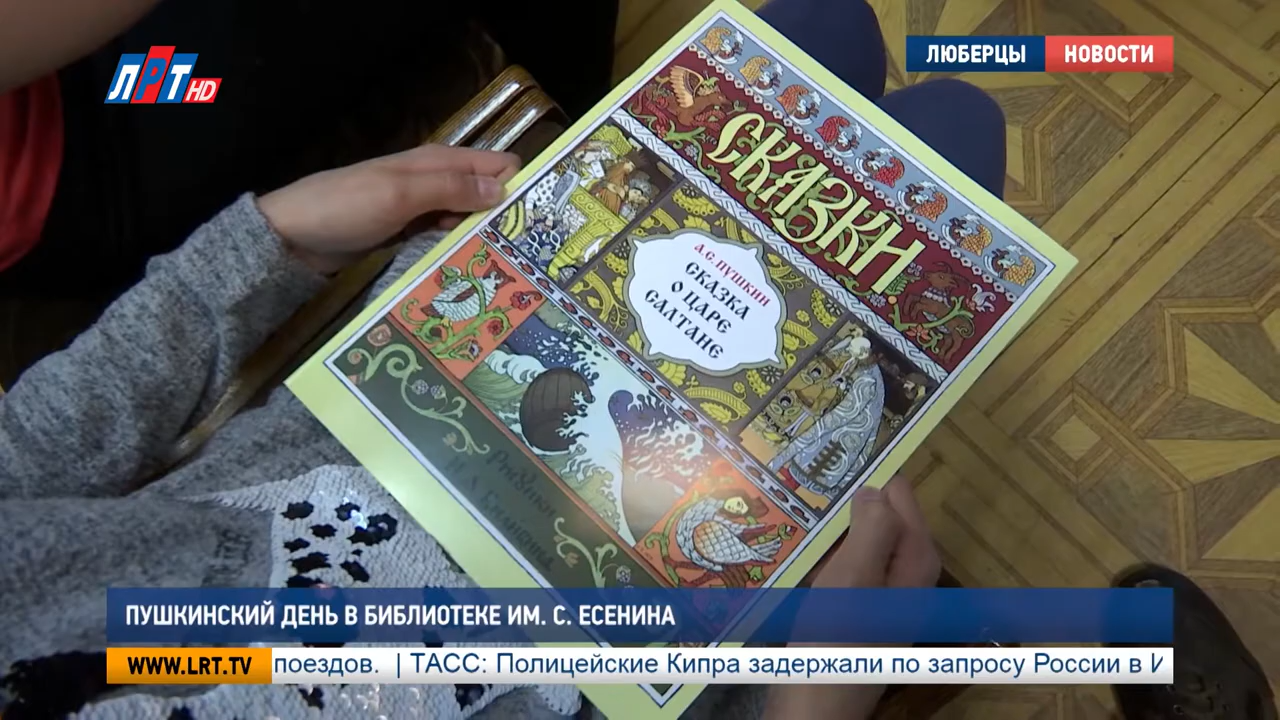 ЛРТ HD
ЛЮБЕРЦЫ НОВОСТИ
СКАЗКИ
А.С.ПУШКИН
СКАЗКА
О ЦАРЕ
САЛТАНЕ
Рисунки
ПУШКИНСКИЙ ДЕНЬ В БИБЛИОТЕКЕ ИМ. С. ЕСЕНИНА
WWW.LRT.TV поездов. | ТАСС: Полицейские Кипра задержали по запросу России в И